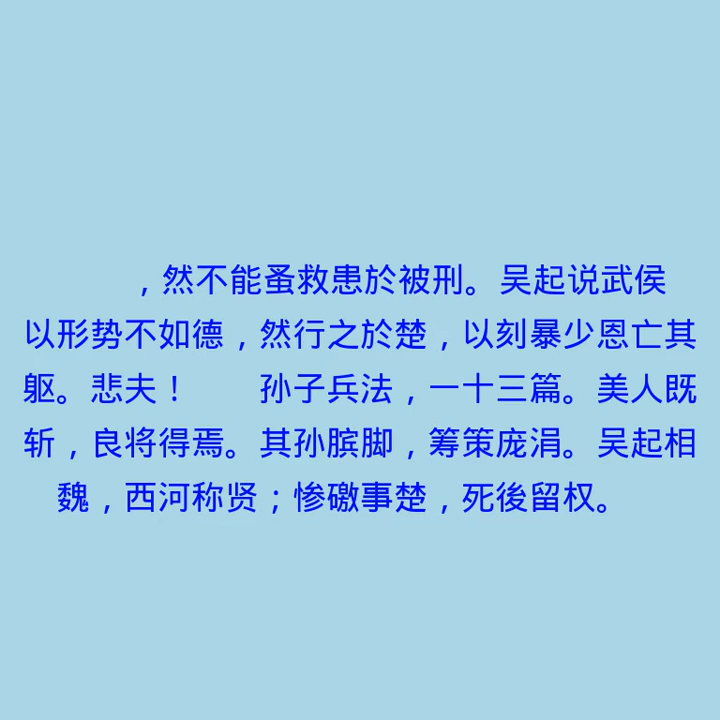 ，然不能蚤救患於被刑。吴起说武侯
以形势不如德，然行之於楚，以刻暴少恩亡其
躯。悲夫！　　孙子兵法，一十三篇。美人既
斩，良将得焉。其孙膑脚，筹策庞涓。吴起相
魏，西河称贤；惨礉事楚，死後留权。